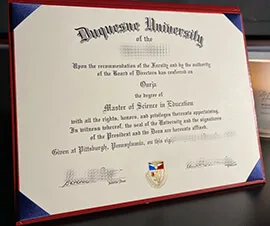 Duquesne University
of the
Upon the recommendation of the Faculty and by the authority
of the Board of Directors has conferred on
the degree of
Master of Science in Education
with all the rights, honors, and privileges thereunto appertaining.
In witness whereof, the seal of the University and the signatures
of the President and the Dean are hereunto affixed.
Given at Pittsburgh, Pennsylvania, on this